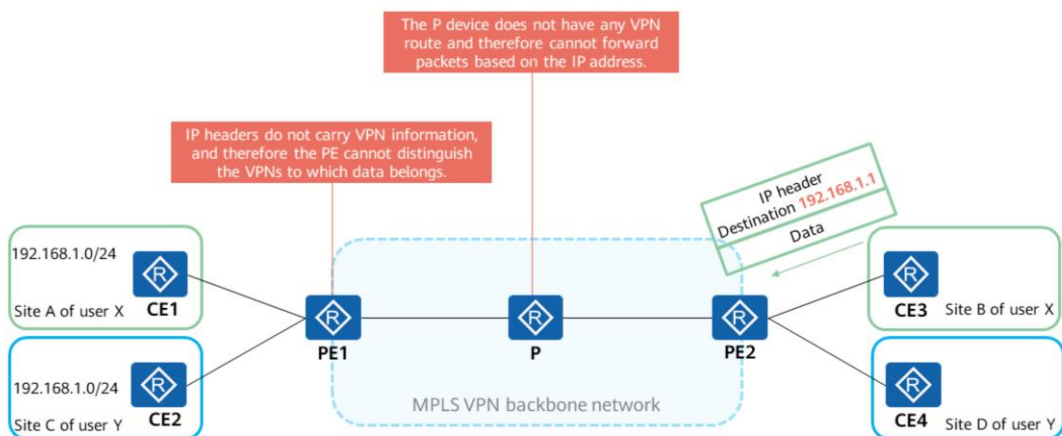 The P device does not have any VPN
route and therefore cannot forward
packets based on the IP address.
IP headers do not carry VPN information,
and therefore the PE cannot distinguish
the VPNs to which data belongs.
IP header
Destination 192.168.1.1
Data
192.168.1.0/24
R
CE1
Site A of user X
R
PE1
R
P
R
PE2
R
CE3
Site B of user X
192.168.1.0/24
R
CE2
Site C of user Y
MPLS VPN backbone network
R
CE4
Site D of user Y